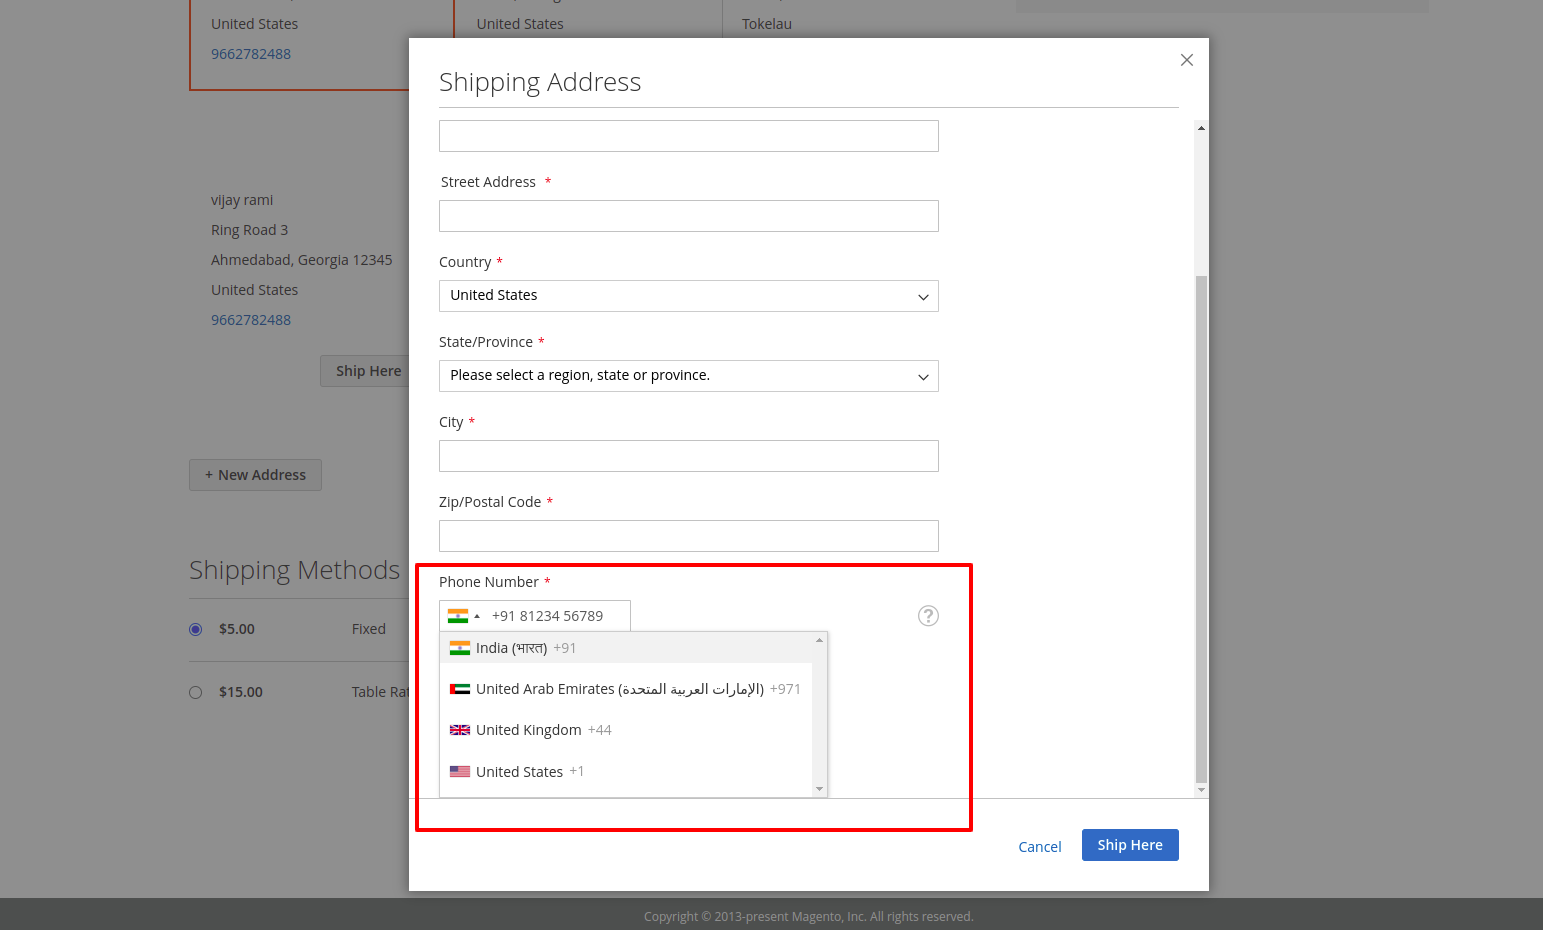 United States
United States
Tokelau
9662782488
Shipping Address
Street Address *
vijay rami
Ring Road 3
Ahmedabad, Georgia 12345
United States
9662782488
Ship Here
Country *
United States
State/Province *
Please select a region, state or province.
City *
+ New Address
Zip/Postal Code *
Shipping Methods
$5.00 Fixed
$15.00 Table
Phone Number *
+91 81234 56789
?
India (भारत) +91
United Arab Emirates (الإمارات العربية المتحدة) +971
United Kingdom +44
United States +1
Cancel
Ship Here
Copyright © 2013-present Magento, Inc. All rights reserved.